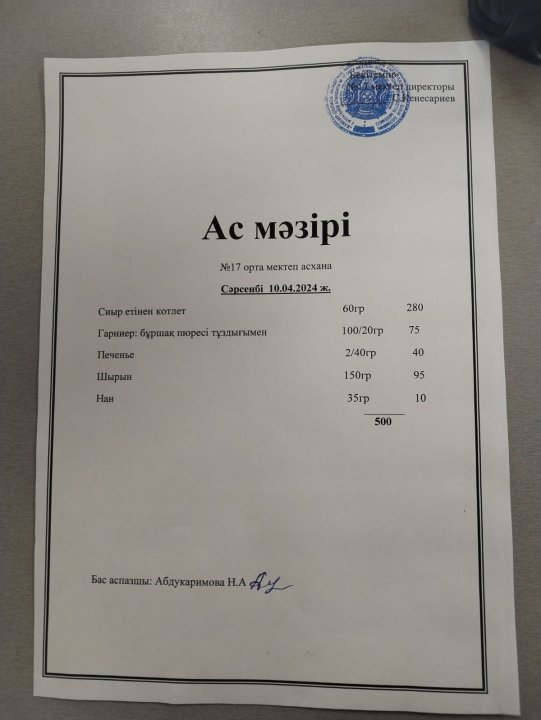 Бекітемін:
мектеп директоры
С.Кенесариев
Ас мәзірі
№17 орта мектеп асхана
Сәрсенбі 10.04.2024 ж.
Сиыр етінен котлет 60гр 280
Гарниер: бұршақ пюресі тұздығымен 100/20гр 75
Печенье 2/40гр 40
Шырын 150гр 95
Нан 35гр 10
500
Бас аспазшы: Абдукаримова Н.А